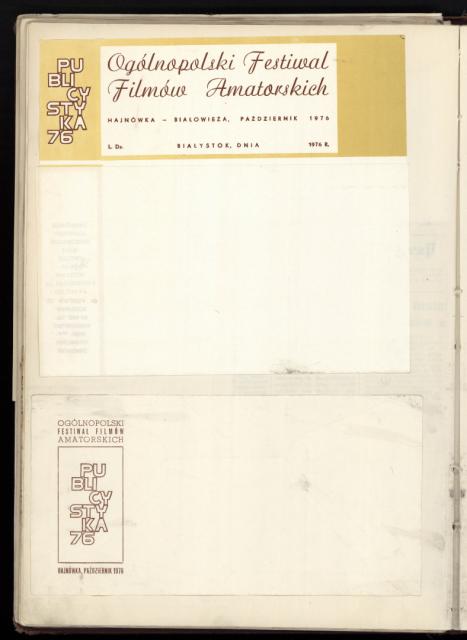 PU
BLI
CY
STY
KA
76
Ogólnopolski Festiwal
Filmów Amatorskich
HAJNÓWKA – BIAŁOWIEŻA, PAŹDZIERNIK 1976
L. Dz. BIAŁYSTOK, DNIA 1976 R.
OGÓLNOPOLSKI
FESTIWAL FILMÓW
AMATORSKICH
PU
BLI
CY
STY
KA
76
HAJNÓWKA, PAŹDZIERNIK 1976